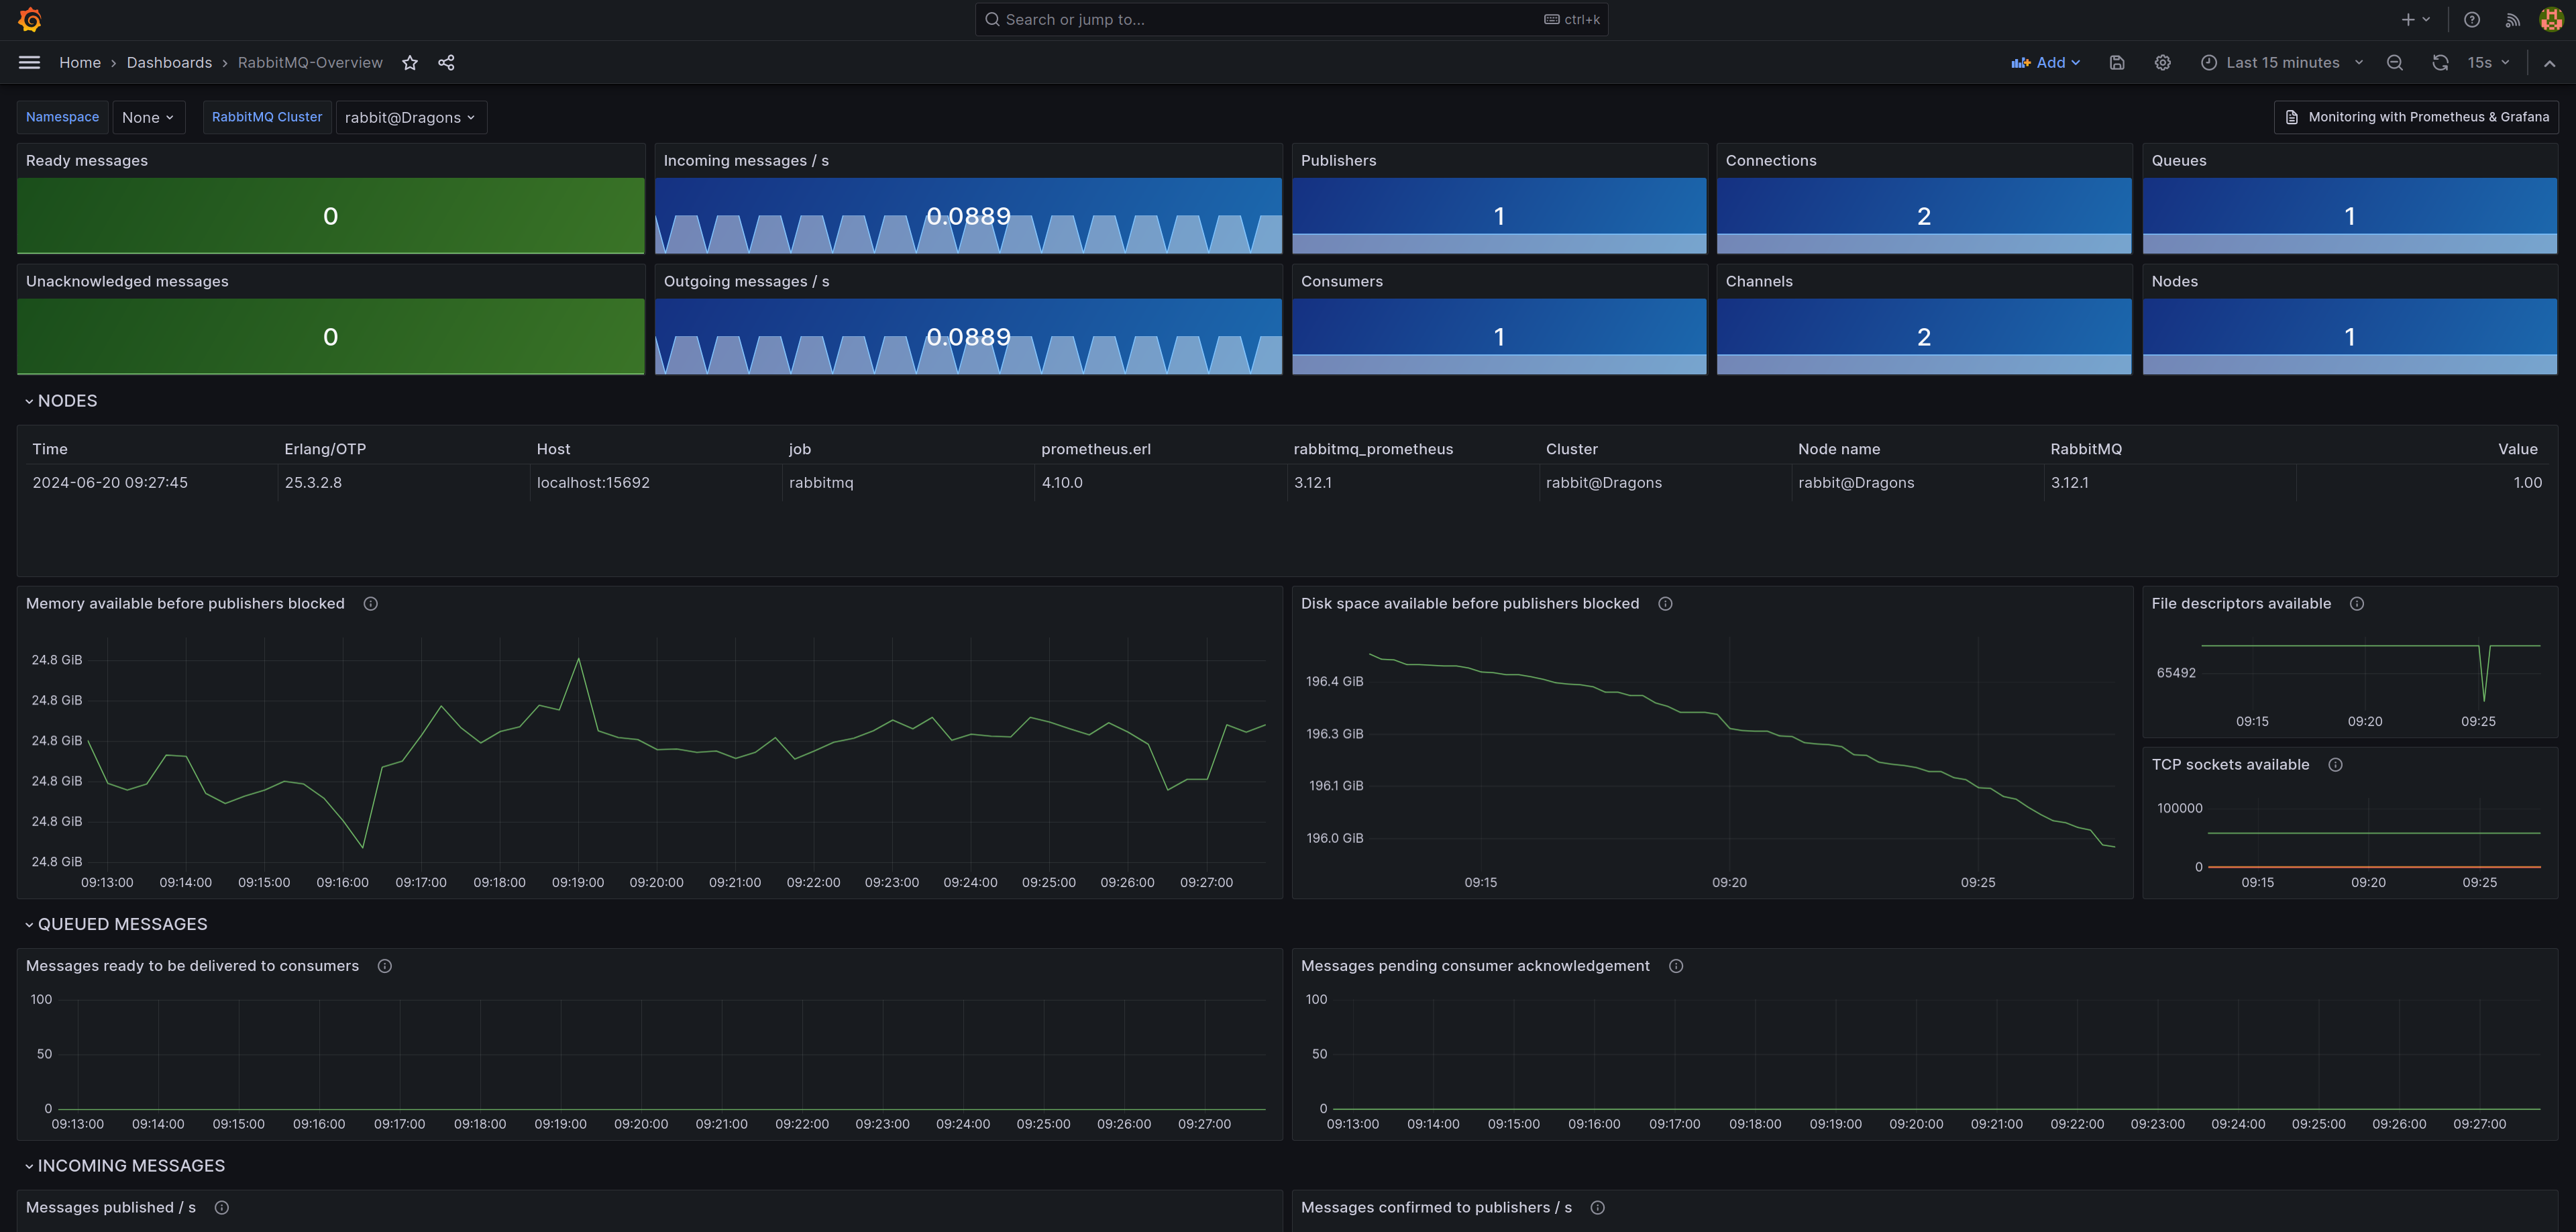 Search or jump to...
ctrl+k
Home › Dashboards › RabbitMQ-Overview
Add
Last 15 minutes
15s
Namespace
None
RabbitMQ Cluster
rabbit@Dragons
Monitoring with Prometheus & Grafana
Ready messages
0
Incoming messages / s
0.0889
Publishers
1
Connections
2
Queues
1
Unacknowledged messages
0
Outgoing messages / s
0.0889
Consumers
1
Channels
2
Nodes
1
NODES
Time Erlang/OTP Host job prometheus.erl rabbitmq_prometheus Cluster Node name RabbitMQ Value
2024-06-20 09:27:45 25.3.2.8 localhost:15692 rabbitmq 4.10.0 3.12.1 rabbit@Dragons rabbit@Dragons 3.12.1 1.00
Memory available before publishers blocked
24.8 GiB
24.8 GiB
24.8 GiB
24.8 GiB
24.8 GiB
24.8 GiB
09:13:00 09:14:00 09:15:00 09:16:00 09:17:00 09:18:00 09:19:00 09:20:00 09:21:00 09:22:00 09:23:00 09:24:00 09:25:00 09:26:00 09:27:00
Disk space available before publishers blocked
196.4 GiB
196.3 GiB
196.1 GiB
196.0 GiB
09:15 09:20 09:25
File descriptors available
65492
09:15 09:20 09:25
TCP sockets available
100000
0
09:15 09:20 09:25
QUEUED MESSAGES
Messages ready to be delivered to consumers
100
50
0
09:13:00 09:14:00 09:15:00 09:16:00 09:17:00 09:18:00 09:19:00 09:20:00 09:21:00 09:22:00 09:23:00 09:24:00 09:25:00 09:26:00 09:27:00
Messages pending consumer acknowledgement
100
50
0
09:13:00 09:14:00 09:15:00 09:16:00 09:17:00 09:18:00 09:19:00 09:20:00 09:21:00 09:22:00 09:23:00 09:24:00 09:25:00 09:26:00 09:27:00
INCOMING MESSAGES
Messages published / s
Messages confirmed to publishers / s